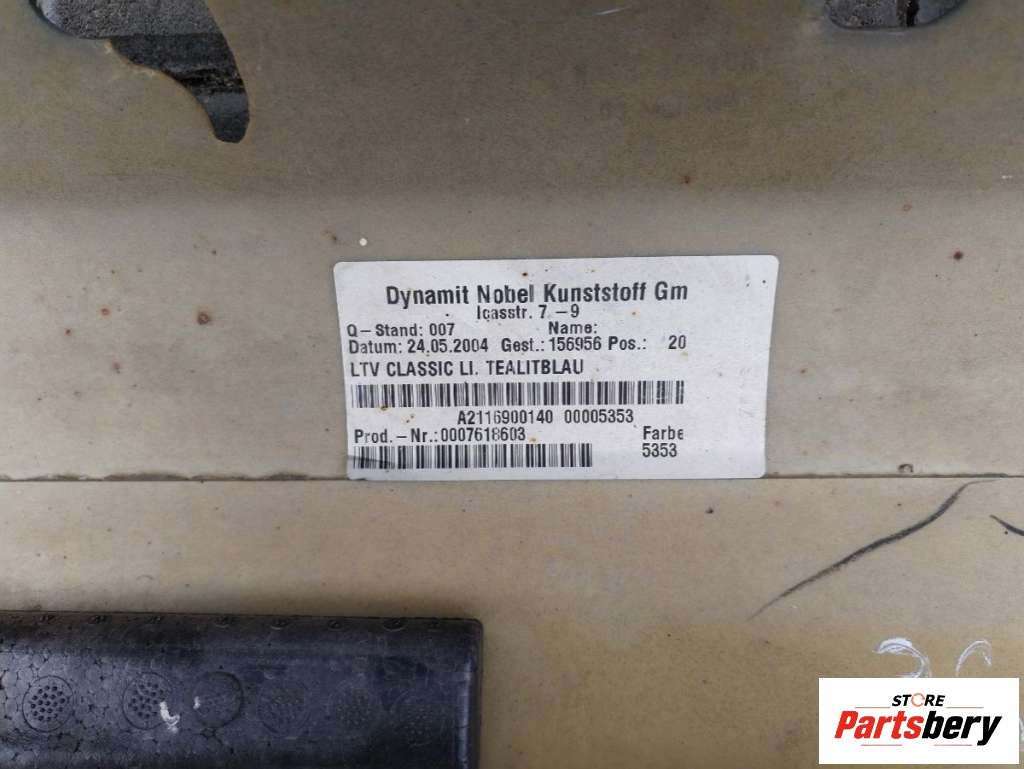 Dynamit Nobel Kunststoff Gm
Icasstr. 7 -9
Q-Stand: 007 Name:
Datum: 24.05.2004 Gest.: 156956 Pos.: 20
LTV CLASSIC LI. TEALITBLAU
A2116900140 00005353
Prod.-Nr.:0007618603 Farbe
5353
STORE
Partsbery